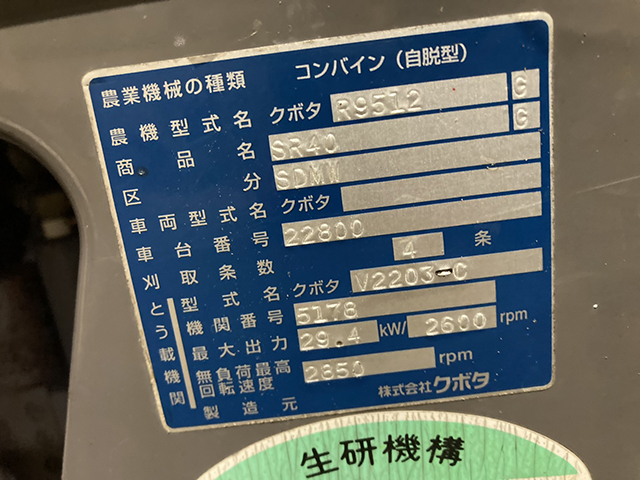 農業機械の種類 コンバイン(自脱型)
農機型式名 クボタ R9512 G
商品名 SR40 G
区分 SDMW
車両型式名 クボタ
車台番号 22800
刈取条数 4 条
とう載機関 型式名 クボタ V2203-C
機関番号 5178
最大出力 29.4 kW/ 2600 rpm
無負荷最高回転速度 2850 rpm
製造元 株式会社クボタ
生研機構